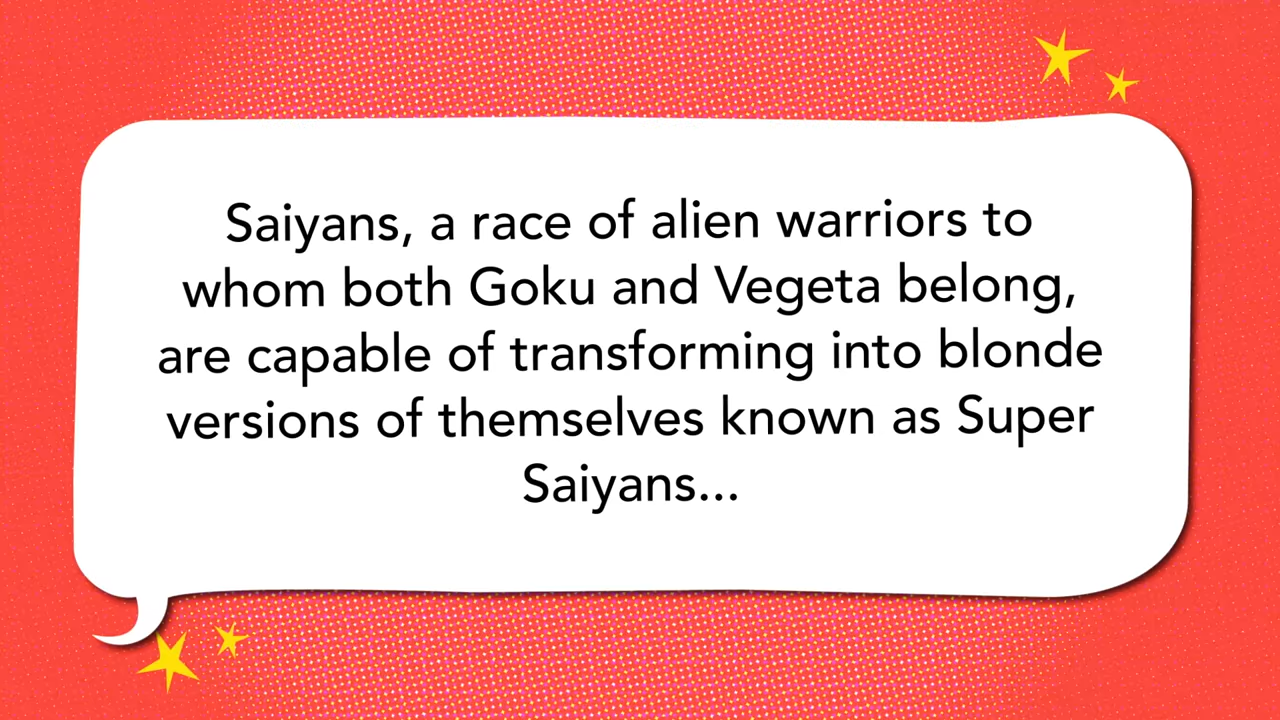 Saiyans, a race of alien warriors to
whom both Goku and Vegeta belong,
are capable of transforming into blonde
versions of themselves known as Super
Saiyans...